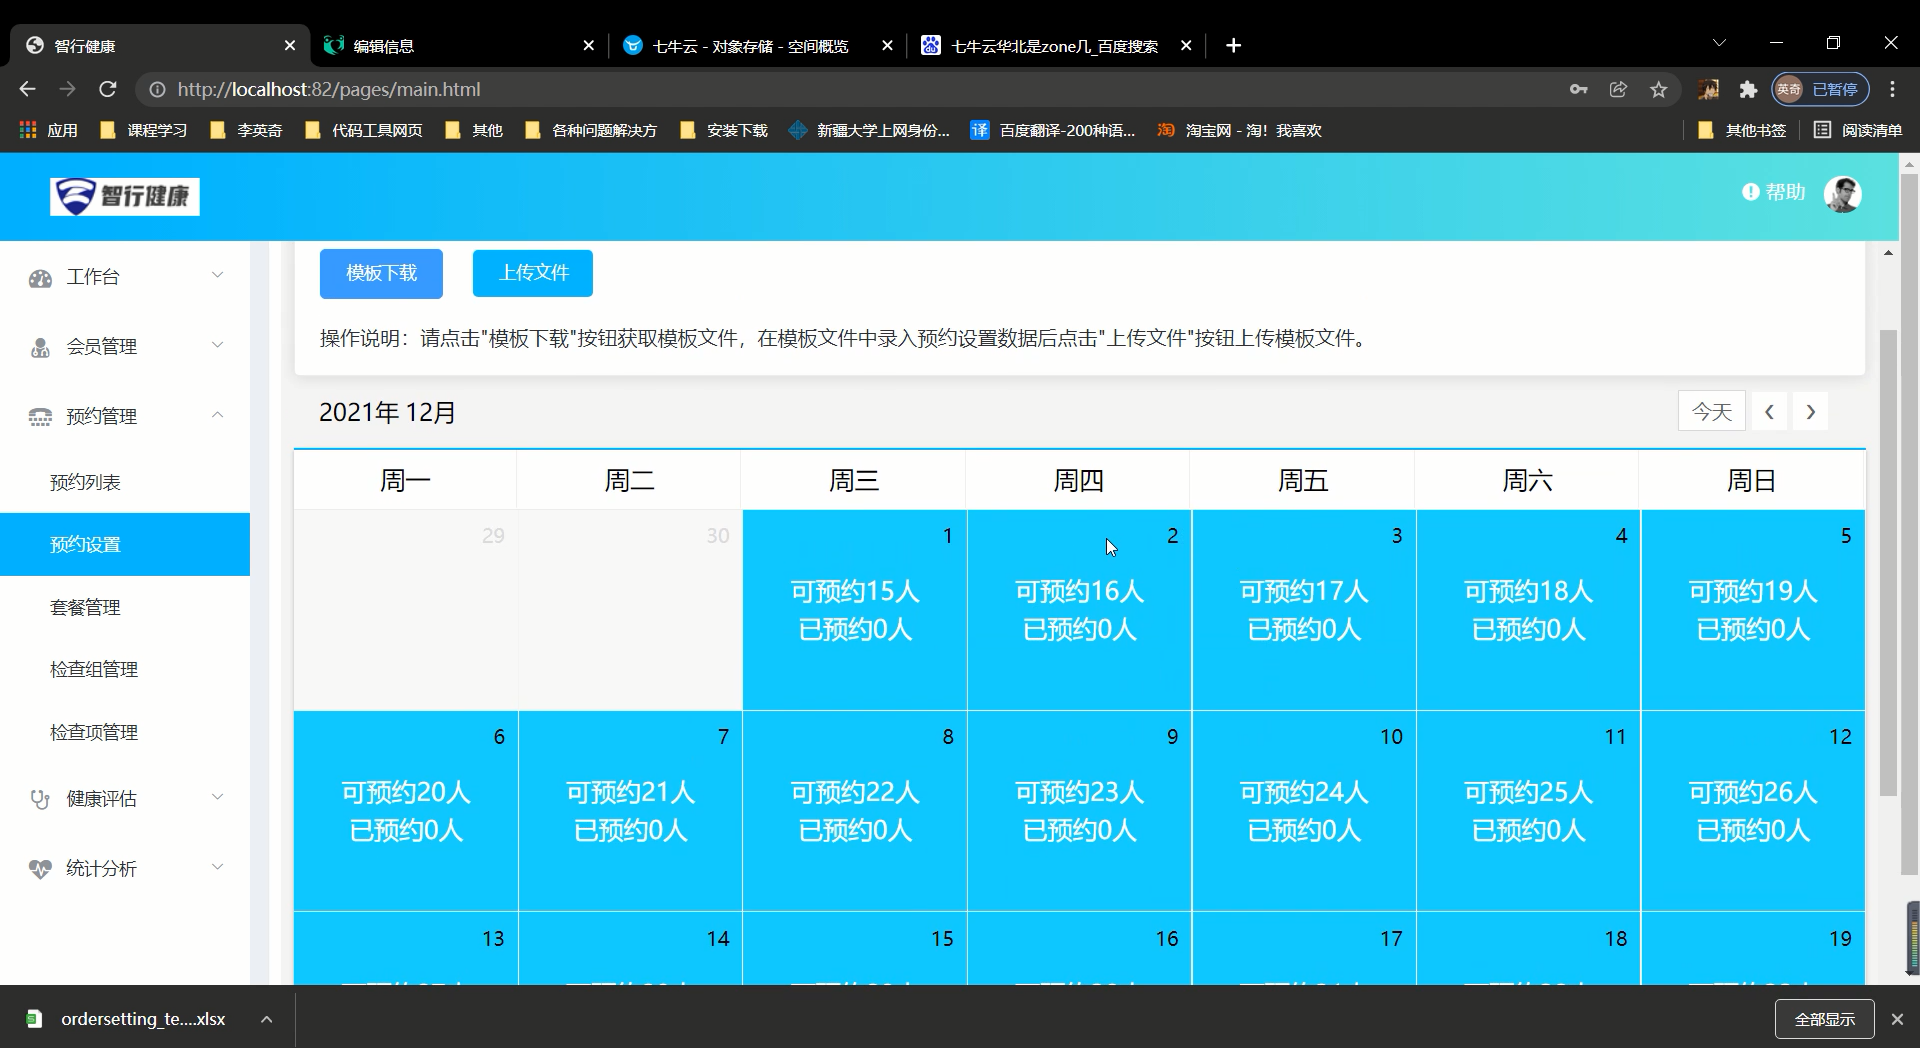 智行健康
编辑信息
七牛云 - 对象存储 - 空间概览
七牛云华北是zone几_百度搜索
http://localhost:82/pages/main.html
英奇 已暂停
应用 课程学习 李英奇 代码工具网页 其他 各种问题解决方 安装下载 新疆大学上网身份... 译 百度翻译-200种语... 淘 淘宝网 - 淘！我喜欢 其他书签 阅读清单
智行健康
帮助
工作台
会员管理
预约管理
预约列表
预约设置
套餐管理
检查组管理
检查项管理
健康评估
统计分析
模板下载 上传文件
操作说明：请点击"模板下载"按钮获取模板文件，在模板文件中录入预约设置数据后点击"上传文件"按钮上传模板文件。
2021年 12月
今天 ‹ ›
周一 周二 周三 周四 周五 周六 周日
29 30 1 2 3 4 5
可预约15人 可预约16人 可预约17人 可预约18人 可预约19人
已预约0人 已预约0人 已预约0人 已预约0人 已预约0人
6 7 8 9 10 11 12
可预约20人 可预约21人 可预约22人 可预约23人 可预约24人 可预约25人 可预约26人
已预约0人 已预约0人 已预约0人 已预约0人 已预约0人 已预约0人 已预约0人
13 14 15 16 17 18 19
ordersetting_te....xlsx
全部显示